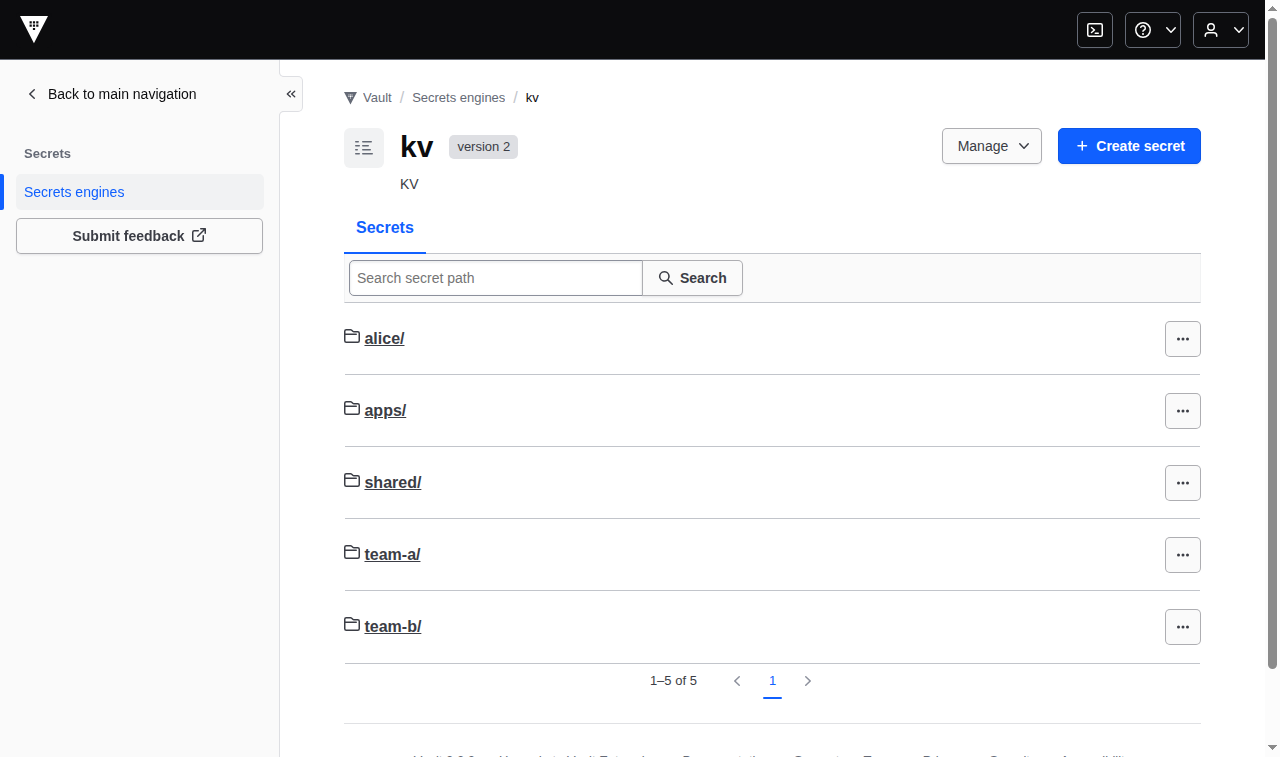 Back to main navigation
Vault / Secrets engines / kv
Secrets
Secrets engines
Submit feedback
kv version 2
KV
Manage
Create secret
Secrets
Search secret path
Search
alice/
apps/
shared/
team-a/
team-b/
1–5 of 5
1